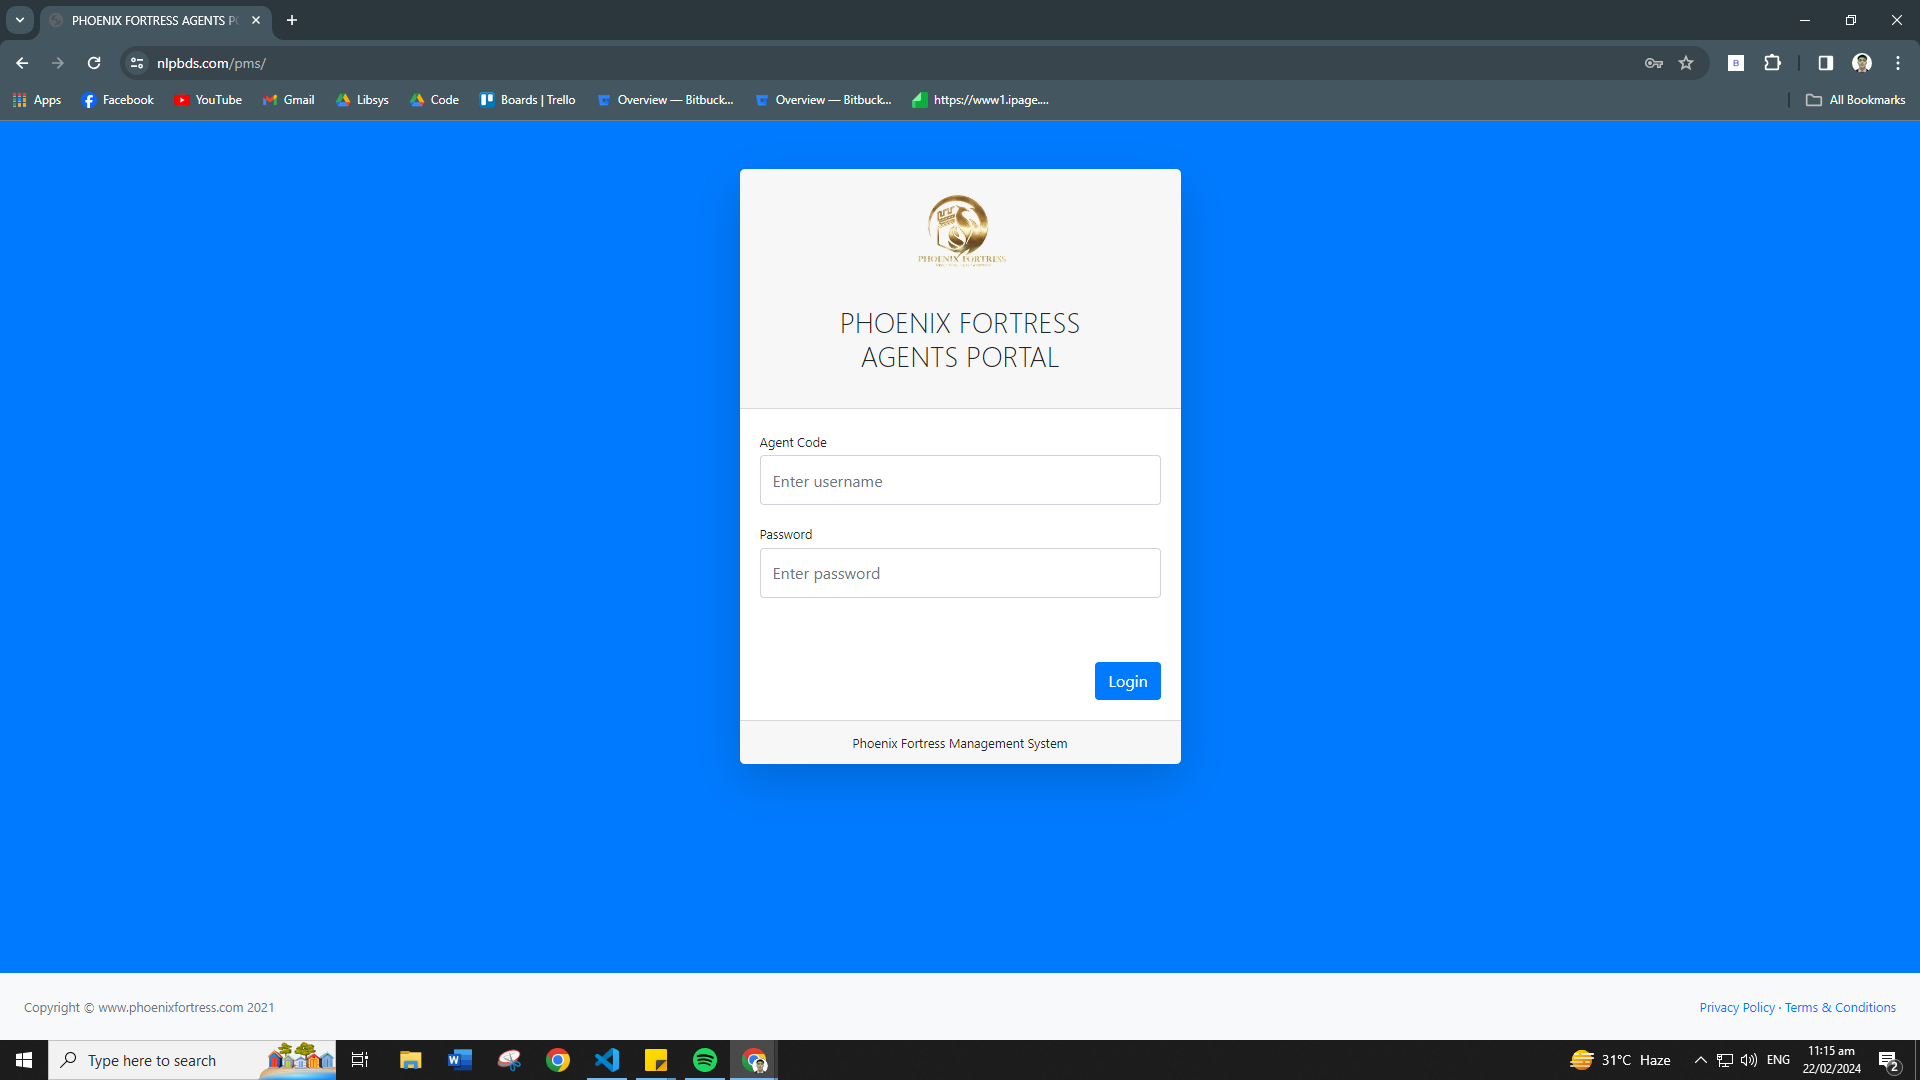 PHOENIX FORTRESS AGENTS PO
nlpbds.com/pms/
Apps
Facebook
YouTube
Gmail
Libsys
Code
Boards | Trello
Overview — Bitbuck...
Overview — Bitbuck...
https://www1.ipage....
All Bookmarks
PHOENIX FORTRESS
PHOENIX FORTRESS
AGENTS PORTAL
Agent Code
Enter username
Password
Enter password
Login
Phoenix Fortress Management System
Copyright © www.phoenixfortress.com 2021
Privacy Policy · Terms & Conditions
Type here to search
31°C Haze
ENG
11:15 am
22/02/2024
2